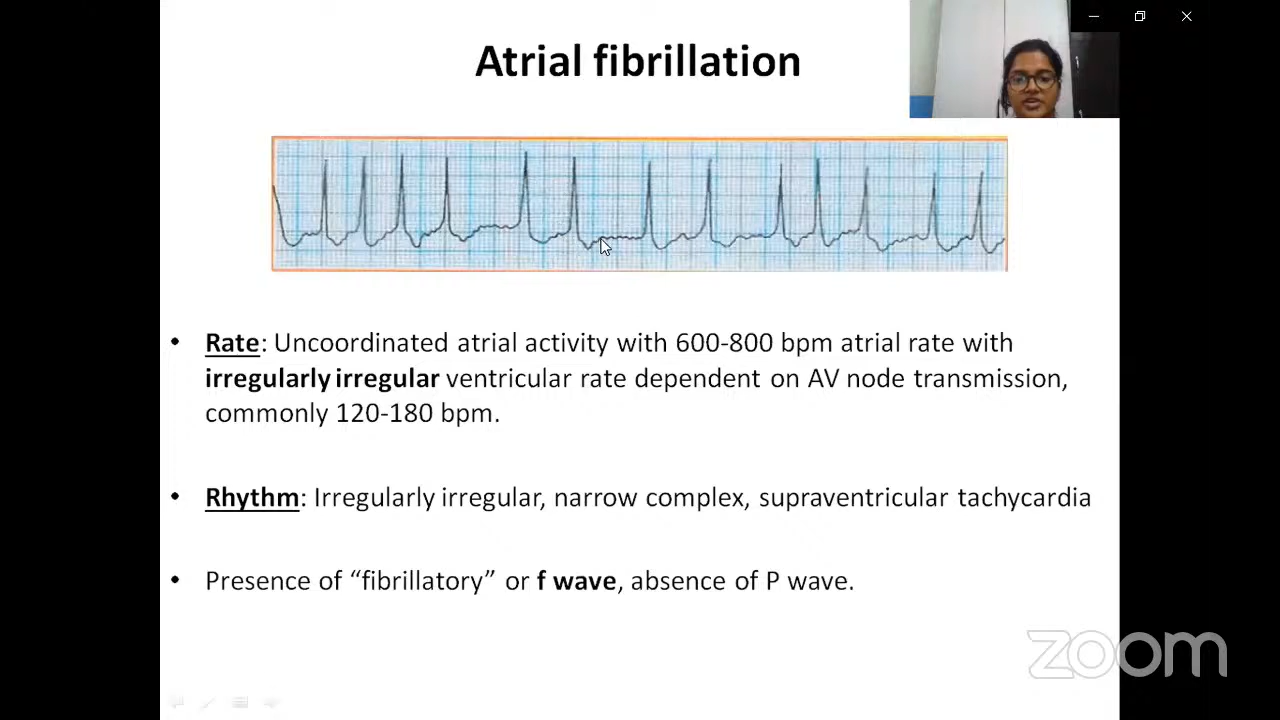 Atrial fibrillation
• Rate: Uncoordinated atrial activity with 600-800 bpm atrial rate with
irregularly irregular ventricular rate dependent on AV node transmission,
commonly 120-180 bpm.
• Rhythm: Irregularly irregular, narrow complex, supraventricular tachycardia
• Presence of “fibrillatory” or f wave, absence of P wave.
zoom